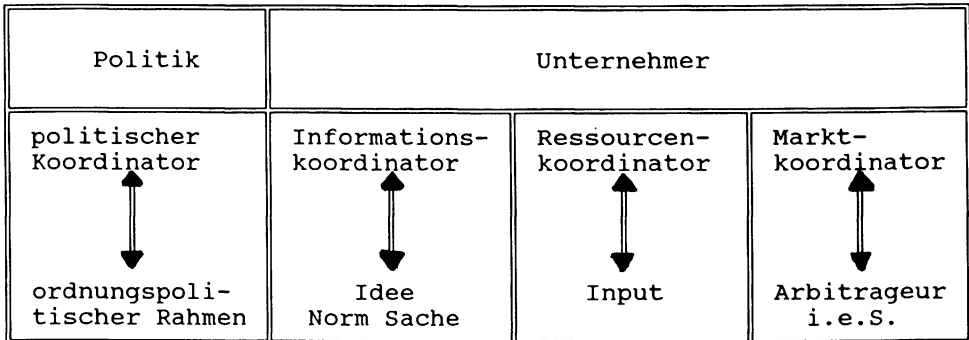 Politik
Unternehmer
politischer
Koordinator
ordnungspoli-
tischer Rahmen
Informations-
koordinator
Idee
Norm Sache
Ressourcen-
koordinator
Input
Markt-
koordinator
Arbitrageur
i.e.S.